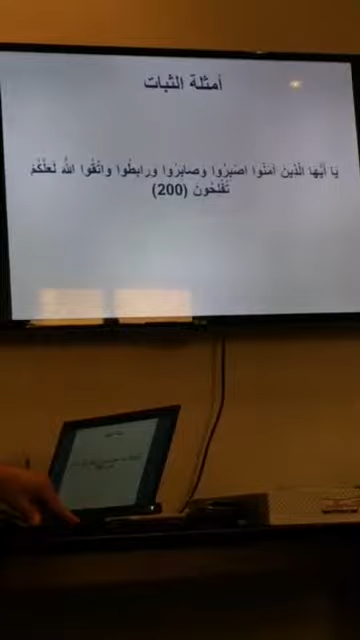 أمثلة الثبات
يَا أَيُّهَا الَّذِينَ آمَنُوا اصْبِرُوا وَصَابِرُوا وَرَابِطُوا وَاتَّقُوا اللَّهَ لَعَلَّكُمْ
تُفْلِحُونَ (200)